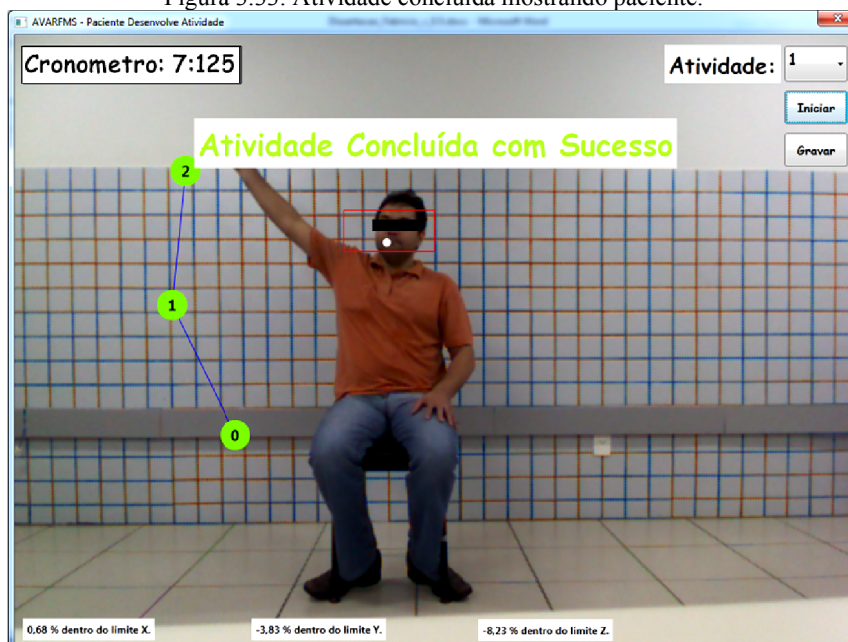 Figura 5.33: Atividade concluída mostrando paciente.
AVARFMS - Paciente Desenvolve Atividade
Cronometro: 7:125
Atividade:
1
Iniciar
Atividade Concluída com Sucesso
Gravar
2
1
0
0,68 % dentro do limite X.
-3,83 % dentro do limite Y.
-8,23 % dentro do limite Z.